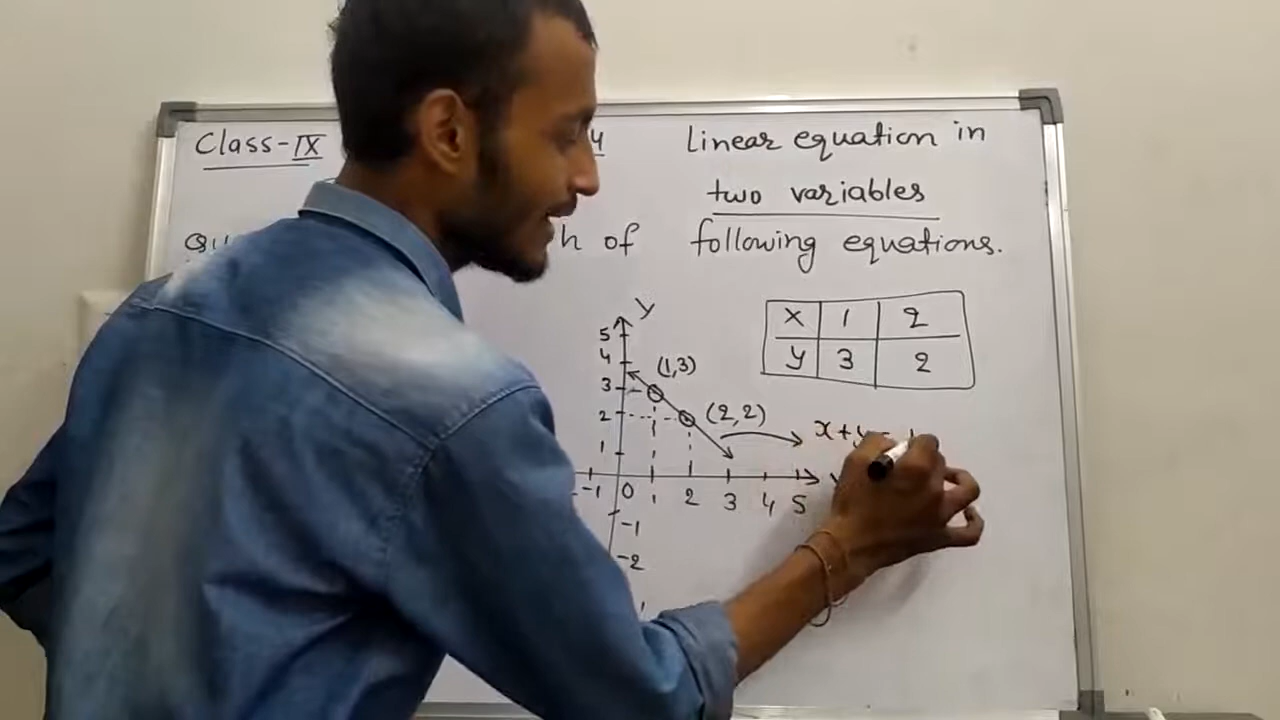 Class-IX 4 linear equation in
two variables
of following equations.
x 1 2
y 3 2
y
5
4
3
2
1
(1,3)
(2,2)
x+y=
-1 0 1 2 3 4 5
-1
-2